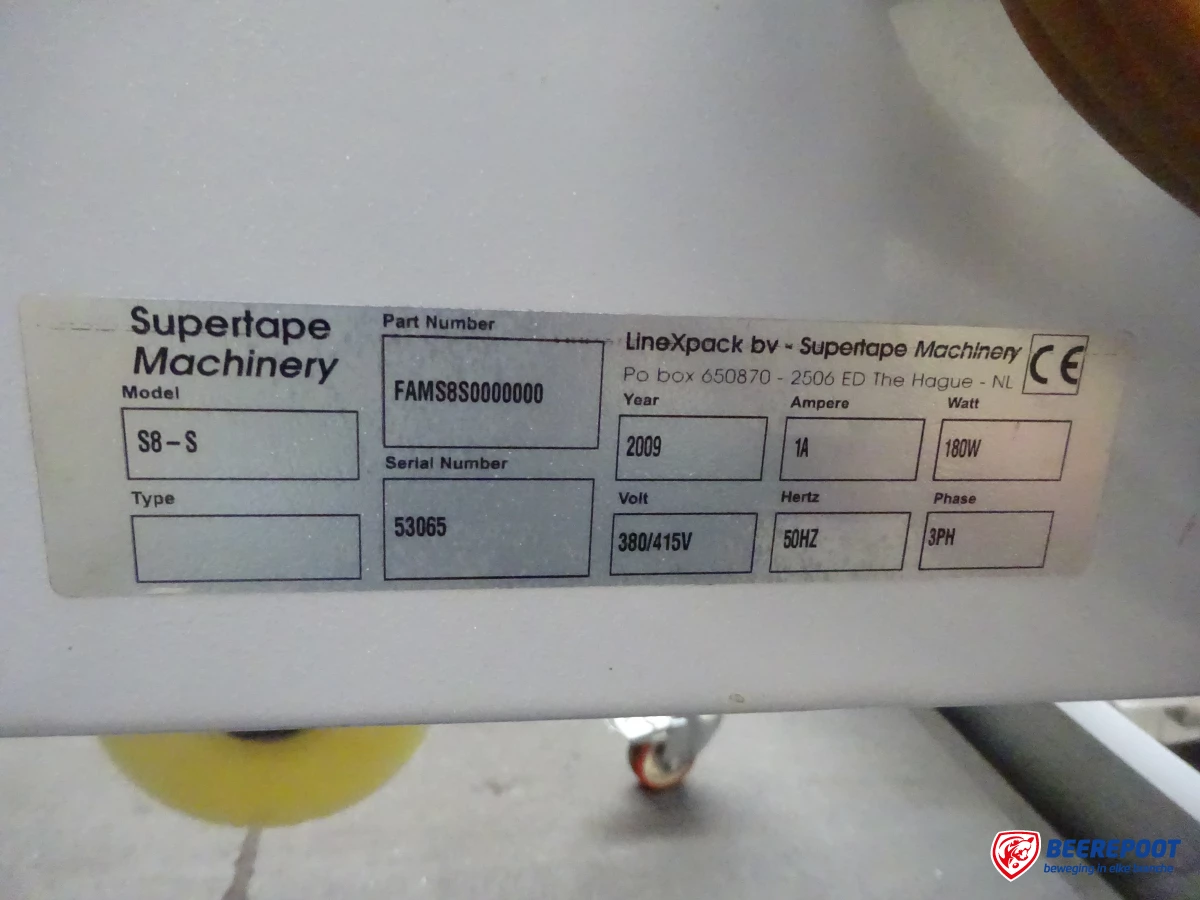 Supertape
Machinery
Model
S8-S
Type
Part Number
FAMS8S0000000
Serial Number
53065
LineXpack bv - Supertape Machinery
Po box 650870 - 2506 ED The Hague - NL
CE
Year
Ampere
Watt
2009
1A
180W
Volt
Hertz
Phase
380/415V
50HZ
3PH
BEEREPOOT
beweging in elke branche